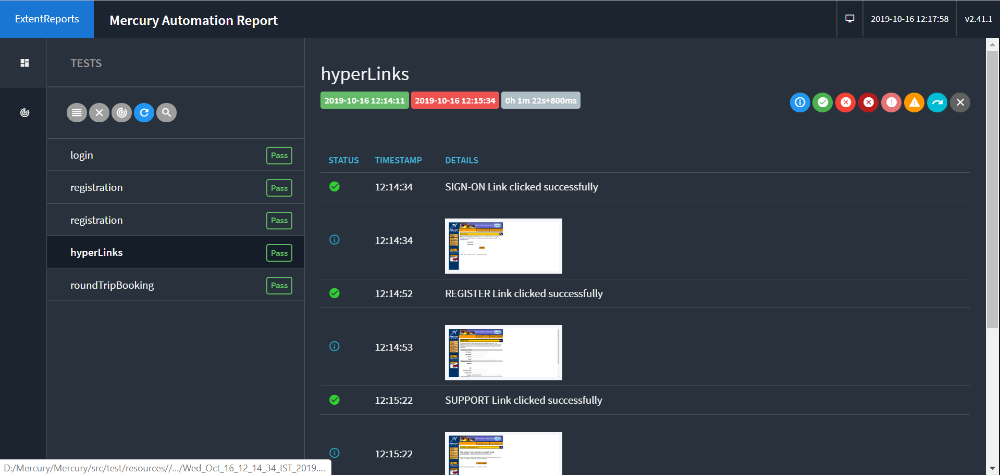 ExtentReports
Mercury Automation Report
2019-10-16 12:17:58
v2.41.1
TESTS
login Pass
registration Pass
registration Pass
hyperLinks Pass
roundTripBooking Pass
hyperLinks
2019-10-16 12:14:11 2019-10-16 12:15:34 0h 1m 22s+800ms
STATUS TIMESTAMP DETAILS
12:14:34 SIGN-ON Link clicked successfully
12:14:34
12:14:52 REGISTER Link clicked successfully
12:14:53
12:15:22 SUPPORT Link clicked successfully
12:15:22
D:/Mercury/Mercury/src/test/resources//.../Wed_Oct_16_12_14_34_IST_2019....